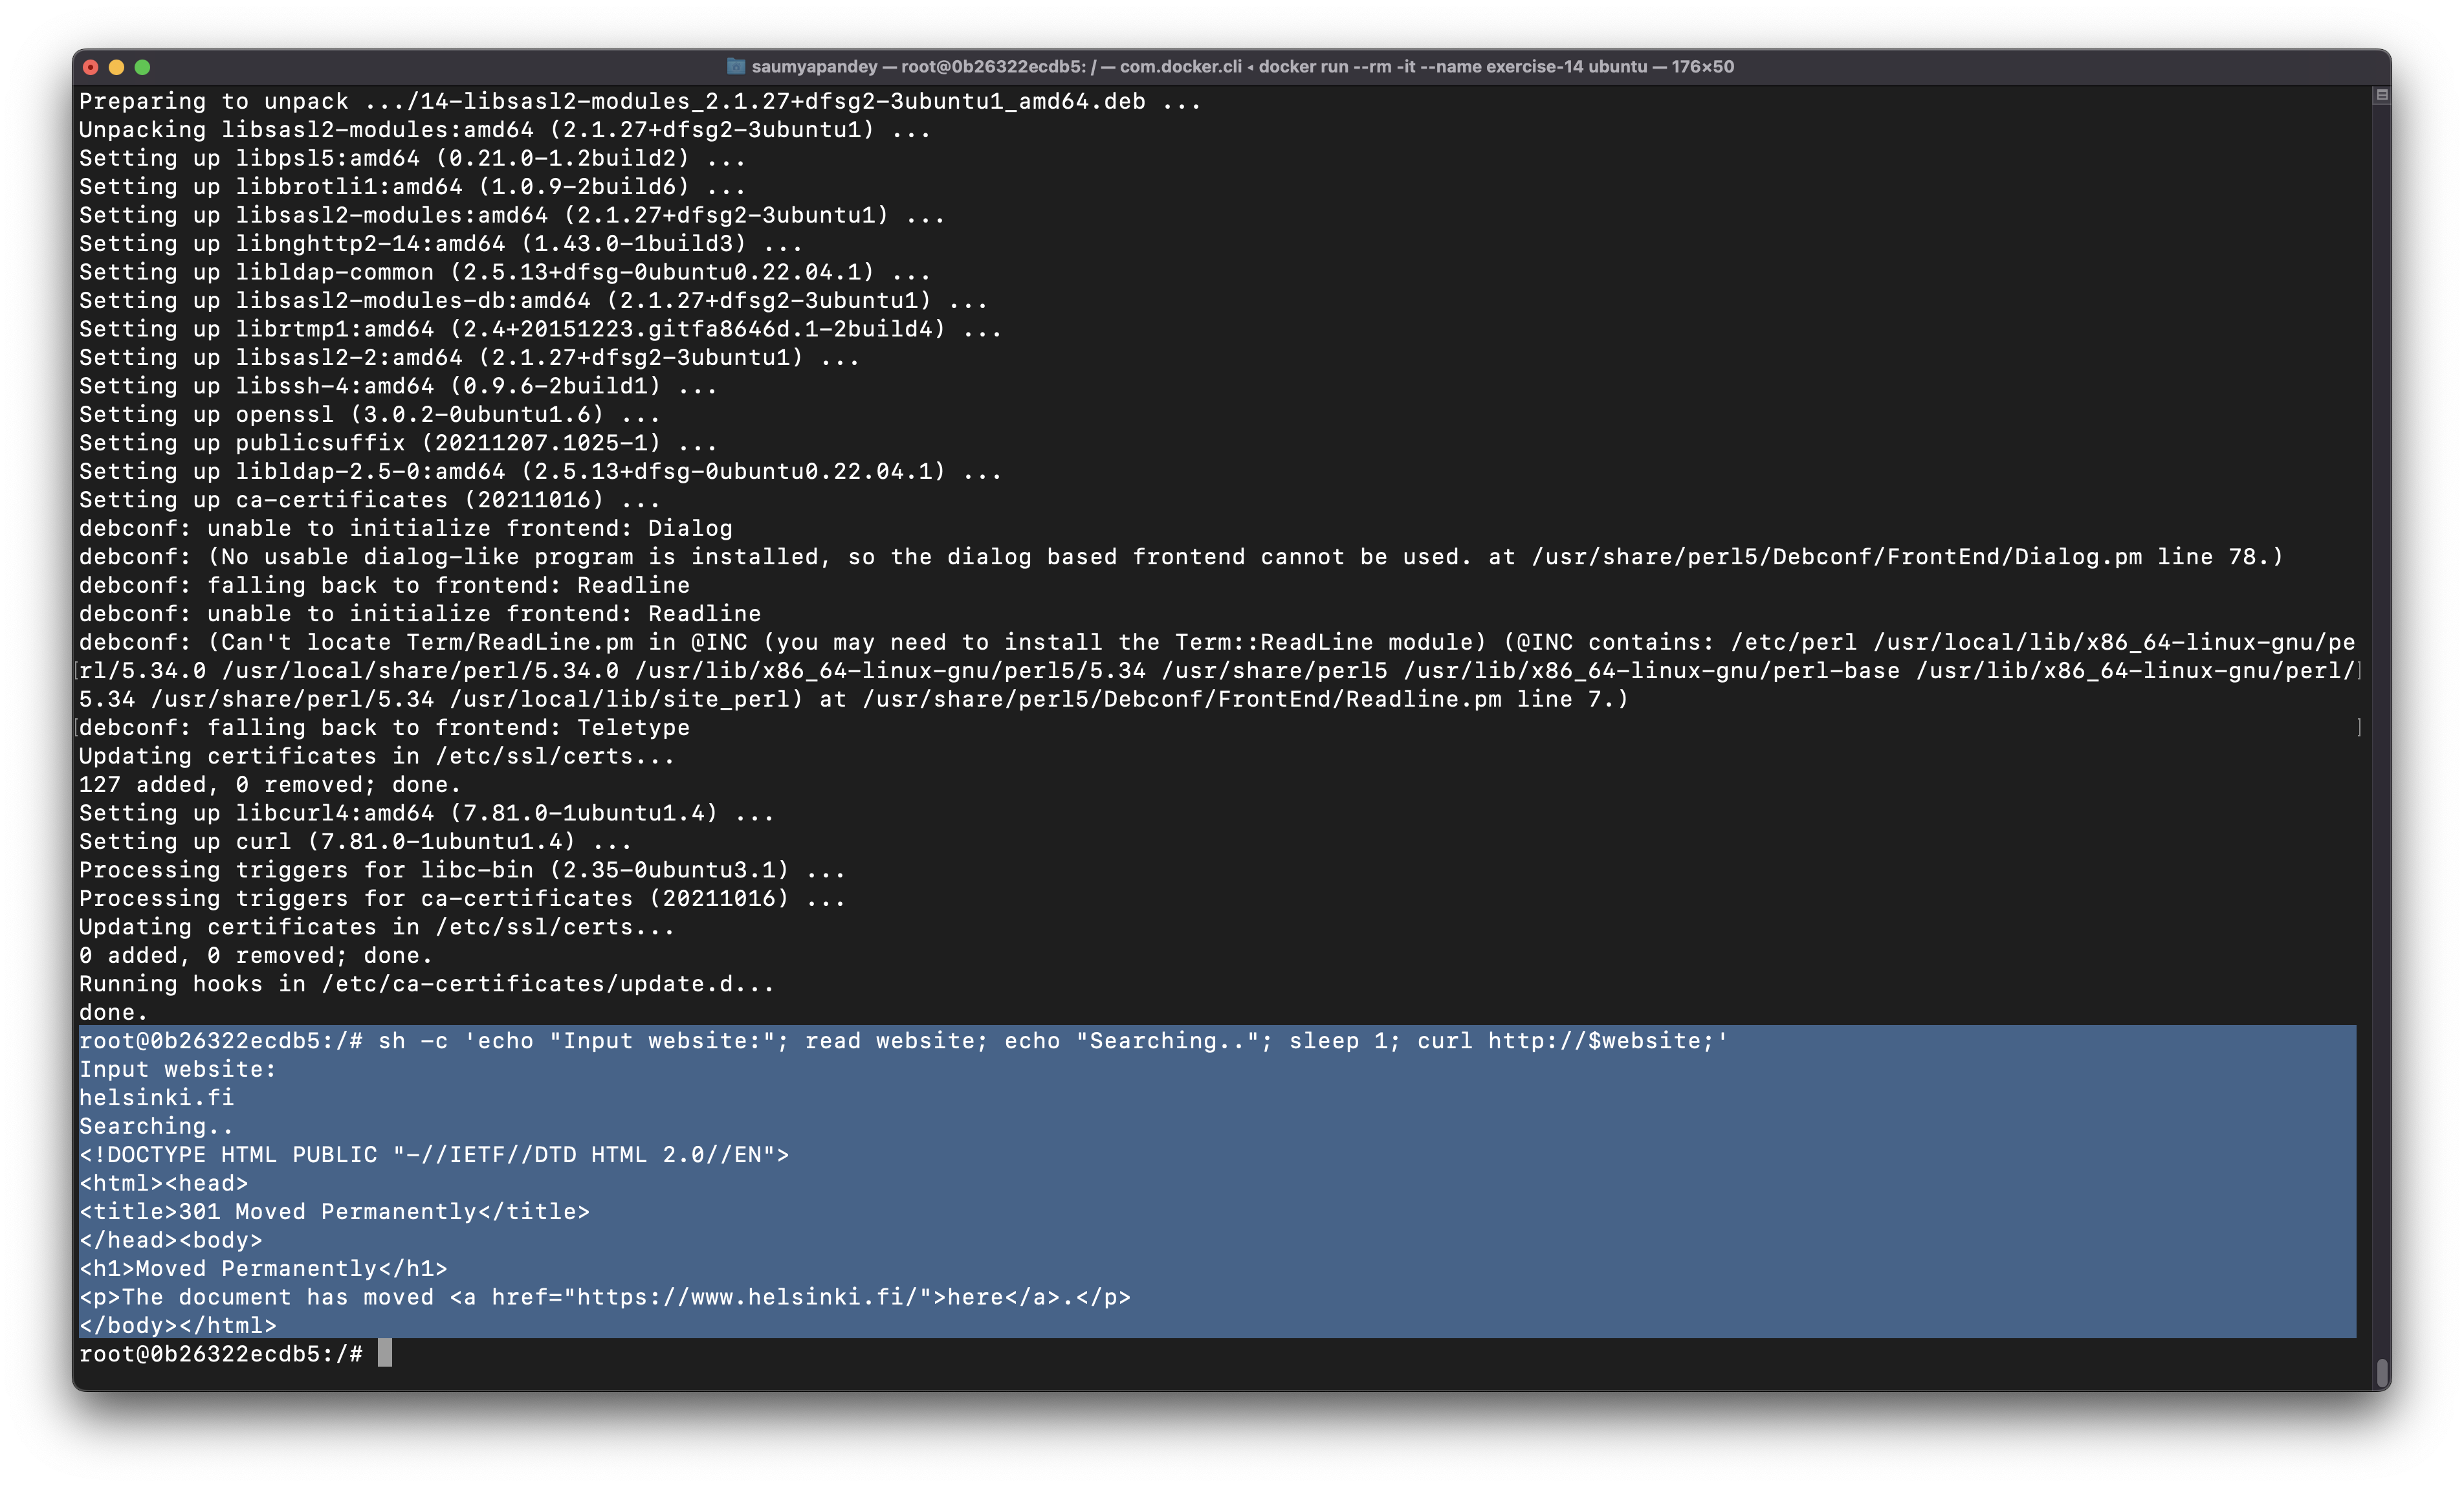 saumyapandey — root@0b26322ecdb5: / — com.docker.cli ◂ docker run --rm -it --name exercise-14 ubuntu — 176×50
Preparing to unpack .../14-libsasl2-modules_2.1.27+dfsg2-3ubuntu1_amd64.deb ...
Unpacking libsasl2-modules:amd64 (2.1.27+dfsg2-3ubuntu1) ...
Setting up libpsl5:amd64 (0.21.0-1.2build2) ...
Setting up libbrotli1:amd64 (1.0.9-2build6) ...
Setting up libsasl2-modules:amd64 (2.1.27+dfsg2-3ubuntu1) ...
Setting up libnghttp2-14:amd64 (1.43.0-1build3) ...
Setting up libldap-common (2.5.13+dfsg-0ubuntu0.22.04.1) ...
Setting up libsasl2-modules-db:amd64 (2.1.27+dfsg2-3ubuntu1) ...
Setting up librtmp1:amd64 (2.4+20151223.gitfa8646d.1-2build4) ...
Setting up libsasl2-2:amd64 (2.1.27+dfsg2-3ubuntu1) ...
Setting up libssh-4:amd64 (0.9.6-2build1) ...
Setting up openssl (3.0.2-0ubuntu1.6) ...
Setting up publicsuffix (20211207.1025-1) ...
Setting up libldap-2.5-0:amd64 (2.5.13+dfsg-0ubuntu0.22.04.1) ...
Setting up ca-certificates (20211016) ...
debconf: unable to initialize frontend: Dialog
debconf: (No usable dialog-like program is installed, so the dialog based frontend cannot be used. at /usr/share/perl5/Debconf/FrontEnd/Dialog.pm line 78.)
debconf: falling back to frontend: Readline
debconf: unable to initialize frontend: Readline
debconf: (Can't locate Term/ReadLine.pm in @INC (you may need to install the Term::ReadLine module) (@INC contains: /etc/perl /usr/local/lib/x86_64-linux-gnu/pe
[rl/5.34.0 /usr/local/share/perl/5.34.0 /usr/lib/x86_64-linux-gnu/perl5/5.34 /usr/share/perl5 /usr/lib/x86_64-linux-gnu/perl-base /usr/lib/x86_64-linux-gnu/perl/]
5.34 /usr/share/perl/5.34 /usr/local/lib/site_perl) at /usr/share/perl5/Debconf/FrontEnd/Readline.pm line 7.)
[debconf: falling back to frontend: Teletype ]
Updating certificates in /etc/ssl/certs...
127 added, 0 removed; done.
Setting up libcurl4:amd64 (7.81.0-1ubuntu1.4) ...
Setting up curl (7.81.0-1ubuntu1.4) ...
Processing triggers for libc-bin (2.35-0ubuntu3.1) ...
Processing triggers for ca-certificates (20211016) ...
Updating certificates in /etc/ssl/certs...
0 added, 0 removed; done.
Running hooks in /etc/ca-certificates/update.d...
done.
root@0b26322ecdb5:/# sh -c 'echo "Input website:"; read website; echo "Searching.."; sleep 1; curl http://$website;'
Input website:
helsinki.fi
Searching..
<!DOCTYPE HTML PUBLIC "-//IETF//DTD HTML 2.0//EN">
<html><head>
<title>301 Moved Permanently</title>
</head><body>
<h1>Moved Permanently</h1>
<p>The document has moved <a href="https://www.helsinki.fi/">here</a>.</p>
</body></html>
root@0b26322ecdb5:/#